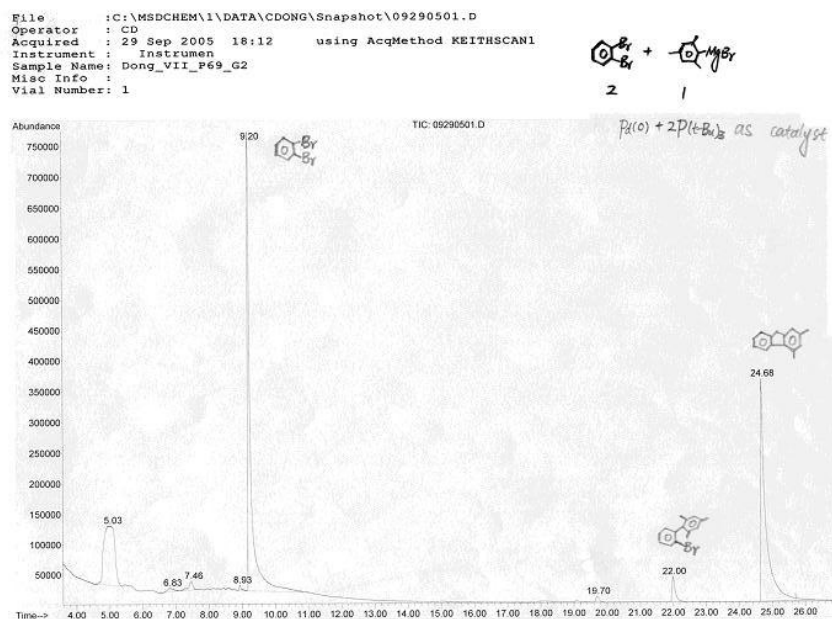 File :C:\MSDCHEM\1\DATA\CDONG\Snapshot\09290501.D
Operator : CD
Acquired : 29 Sep 2005 18:12 using AcqMethod KEITHSCAN1
Instrument : Instrumen
Sample Name: Dong_VII_P69_G2
Misc Info :
Vial Number: 1
Br + MgBr
Br
2 1
Pd(0) + 2P(t-Bu)3 as catalyst
Abundance
TIC: 09290501.D
9.20
Br
Br
750000
700000
650000
600000
550000
500000
450000
400000
24.68
350000
300000
250000
200000
150000
5.03
100000
Br
22.00
50000
6.83 7.46 8.93 19.70
Time--> 4.00 5.00 6.00 7.00 8.00 9.00 10.00 11.00 12.00 13.00 14.00 15.00 16.00 17.00 18.00 19.00 20.00 21.00 22.00 23.00 24.00 25.00 26.00